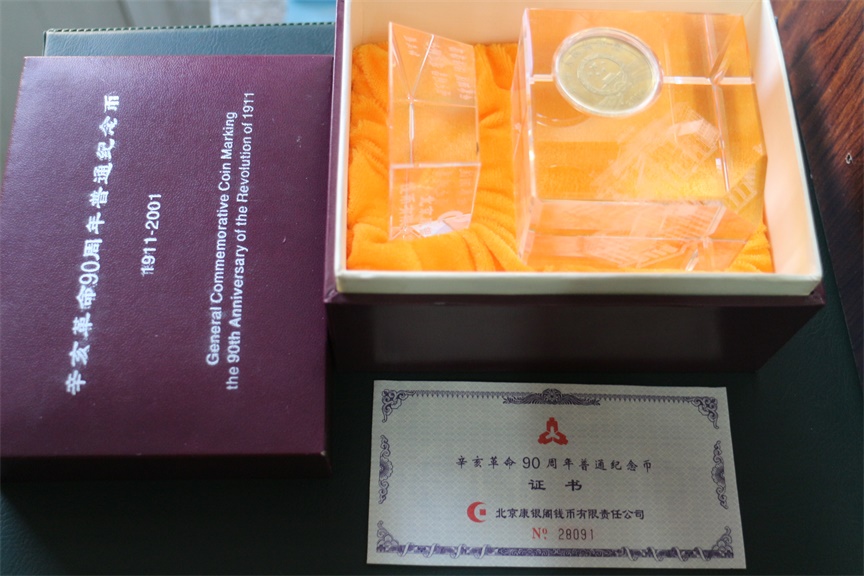 辛亥革命90周年普通纪念币
1911-2001
General Commemorative Coin Marking
the 90th Anniversary of the Revolution of 1911
辛亥革命90周年普通纪念币
证书
北京康银阁钱币有限责任公司
Nº 28091